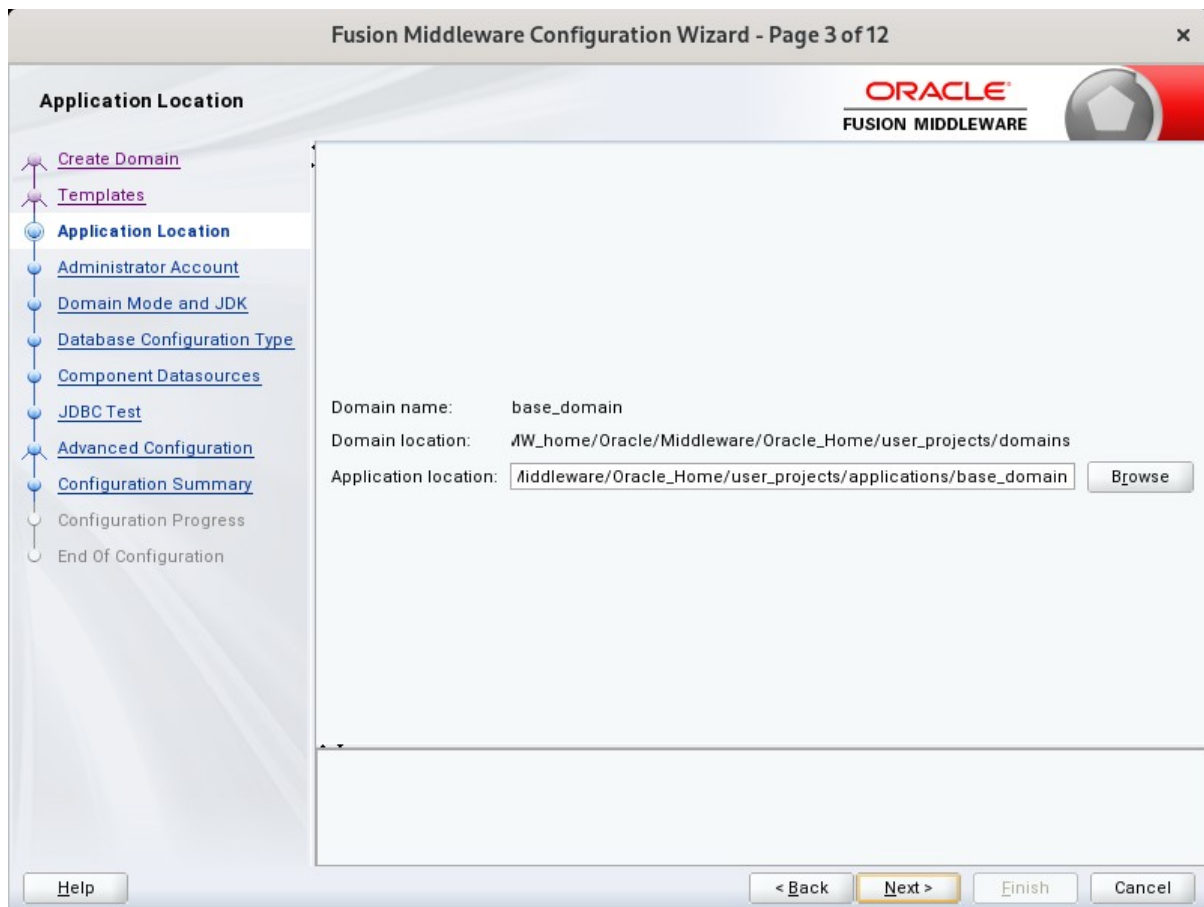 Fusion Middleware Configuration Wizard - Page 3 of 12
Application Location
ORACLE
FUSION MIDDLEWARE
Create Domain
Templates
Application Location
Administrator Account
Domain Mode and JDK
Database Configuration Type
Component Datasources
JDBC Test
Advanced Configuration
Configuration Summary
Configuration Progress
End Of Configuration
Domain name: base_domain
Domain location: MW_home/Oracle/Middleware/Oracle_Home/user_projects/domains
Application location: Middleware/Oracle_Home/user_projects/applications/base_domain Browse
Help < Back Next > Finish Cancel